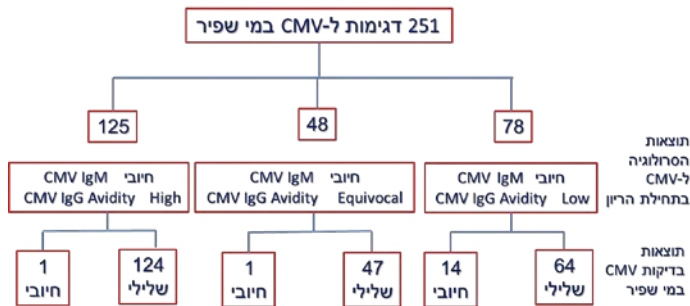 251 דגימות ל-CMV במי שפיר
תוצאות
הסרולוגיה
ל-CMV
בתחילת הריון
78
48
125
חיובי CMV IgM
CMV IgG Avidity Low
חיובי CMV IgM
CMV IgG Avidity Equivocal
חיובי CMV IgM
CMV IgG Avidity High
תוצאות
בדיקות CMV
במי שפיר
64
שלילי
14
חיובי
47
שלילי
1
חיובי
124
שלילי
1
חיובי